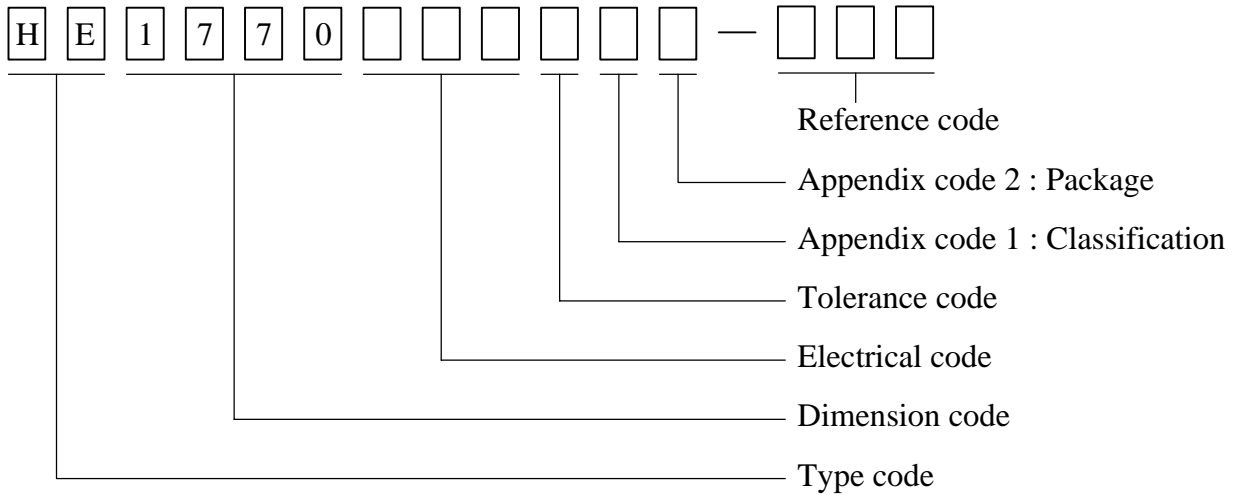 H E 1 7 7 0 —
Reference code
Appendix code 2 : Package
Appendix code 1 : Classification
Tolerance code
Electrical code
Dimension code
Type code